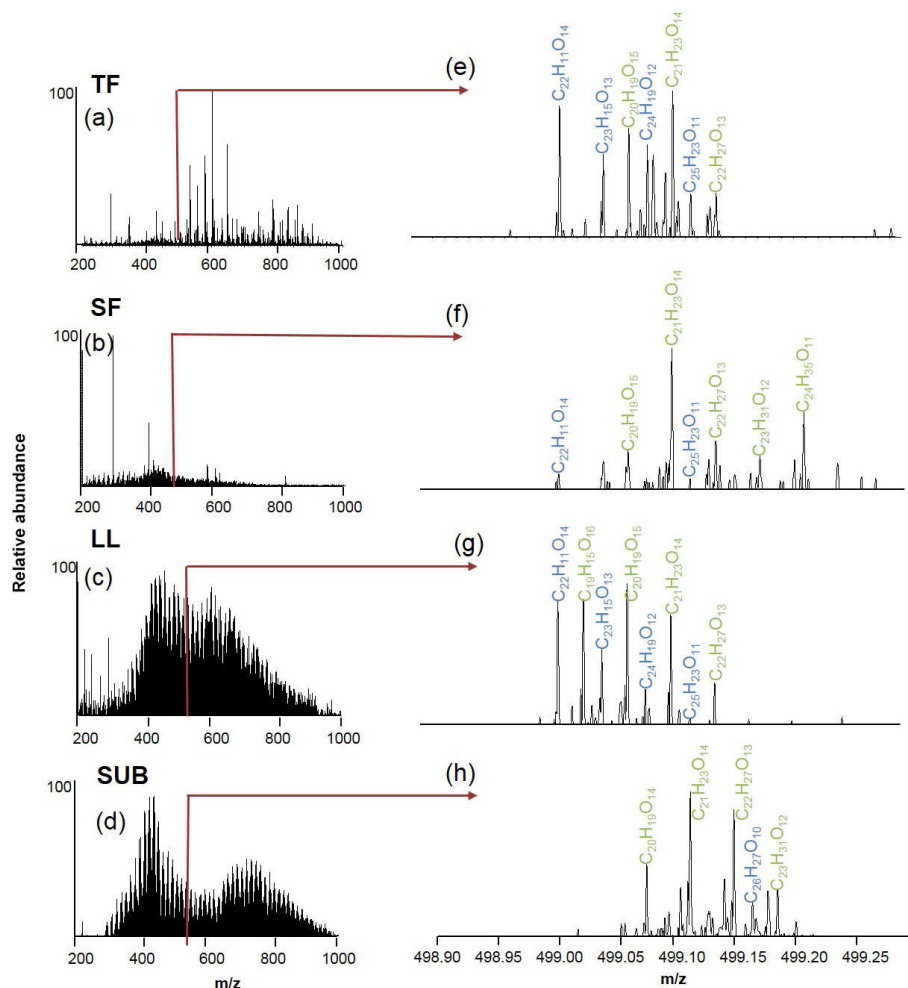 TF
(a)
100
200
400
600
800
1000
(e)
C₂₂H₁₁O₁₄
C₂₃H₁₅O₁₃
C₂₀H₁₉O₁₅
C₂₄H₁₉O₁₂
C₂₁H₂₃O₁₄
C₂₅H₂₃O₁₁
C₂₂H₂₇O₁₃
SF
(b)
100
200
400
600
800
1000
(f)
C₂₂H₁₁O₁₄
C₂₀H₁₉O₁₅
C₂₁H₂₃O₁₄
C₂₅H₂₃O₁₁
C₂₂H₂₇O₁₃
C₂₃H₃₁O₁₂
C₂₄H₃₅O₁₁
Relative abundance
LL
(c)
100
200
400
600
800
1000
(g)
C₂₂H₁₁O₁₄
C₁₉H₁₅O₁₆
C₂₃H₁₅O₁₃
C₂₀H₁₉O₁₅
C₂₄H₁₉O₁₂
C₂₁H₂₃O₁₄
C₂₅H₂₃O₁₁
C₂₂H₂₇O₁₃
SUB
(d)
100
200
400
600
800
1000
m/z
(h)
C₂₀H₁₉O₁₄
C₂₁H₂₃O₁₄
C₂₂H₂₇O₁₃
C₂₆H₂₇O₁₀
C₂₃H₃₁O₁₂
498.90
498.95
499.00
499.05
499.10
499.15
499.20
499.25
m/z